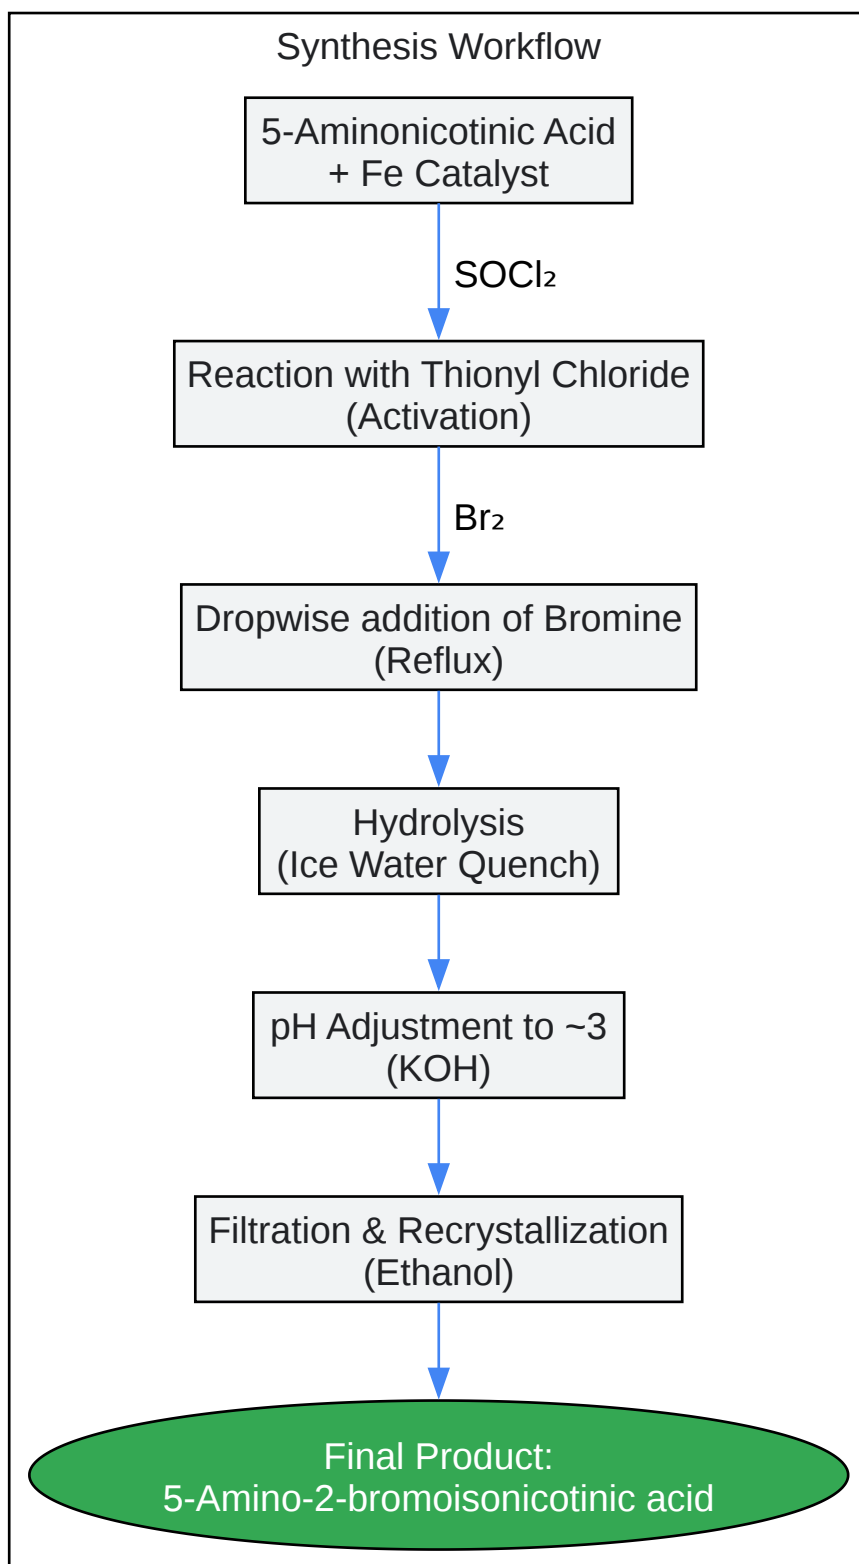 Synthesis Workflow
5-Aminonicotinic Acid
+ Fe Catalyst
SOCl₂
Reaction with Thionyl Chloride
(Activation)
Br₂
Dropwise addition of Bromine
(Reflux)
Hydrolysis
(Ice Water Quench)
pH Adjustment to ~3
(KOH)
Filtration & Recrystallization
(Ethanol)
Final Product:
5-Amino-2-bromoisonicotinic acid